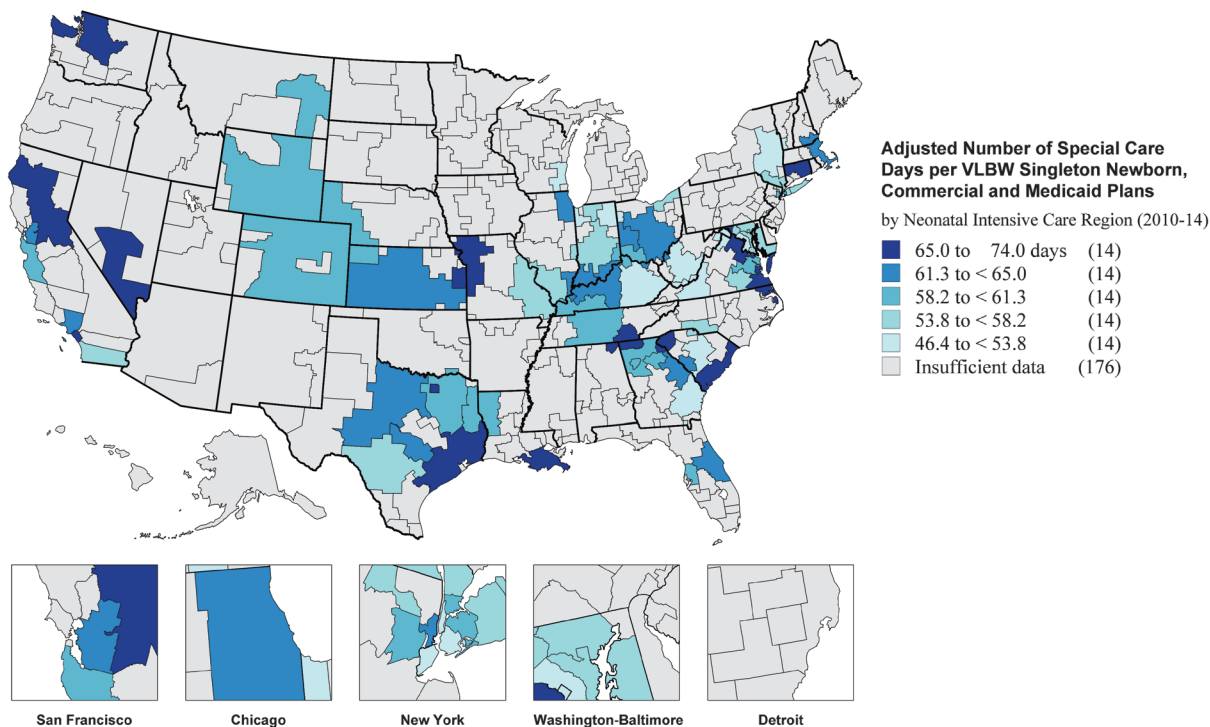 Adjusted Number of Special Care
Days per VLBW Singleton Newborn,
Commercial and Medicaid Plans
by Neonatal Intensive Care Region (2010-14)
65.0 to 74.0 days (14)
61.3 to < 65.0 (14)
58.2 to < 61.3 (14)
53.8 to < 58.2 (14)
46.4 to < 53.8 (14)
Insufficient data (176)
San Francisco
Chicago
New York
Washington-Baltimore
Detroit